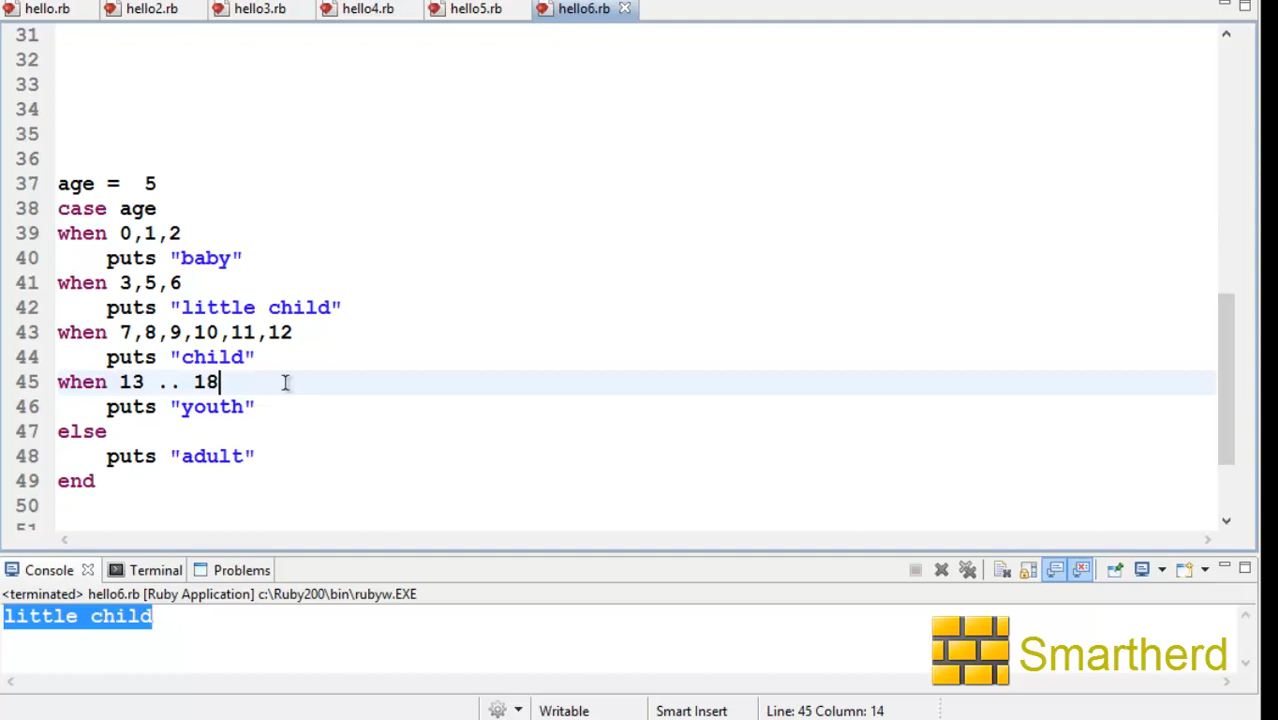 hello.rb hello2.rb hello3.rb hello4.rb hello5.rb hello6.rb
31
32
33
34
35
36
37 age =  5
38 case age
39 when 0,1,2
40     puts "baby"
41 when 3,5,6
42     puts "little child"
43 when 7,8,9,10,11,12
44     puts "child"
45 when 13 .. 18
46     puts "youth"
47 else
48     puts "adult"
49 end
50
51
Console Terminal Problems
<terminated> hello6.rb [Ruby Application] c:\Ruby200\bin\rubyw.EXE
little child
Smartherd
Writable Smart Insert Line: 45 Column: 14